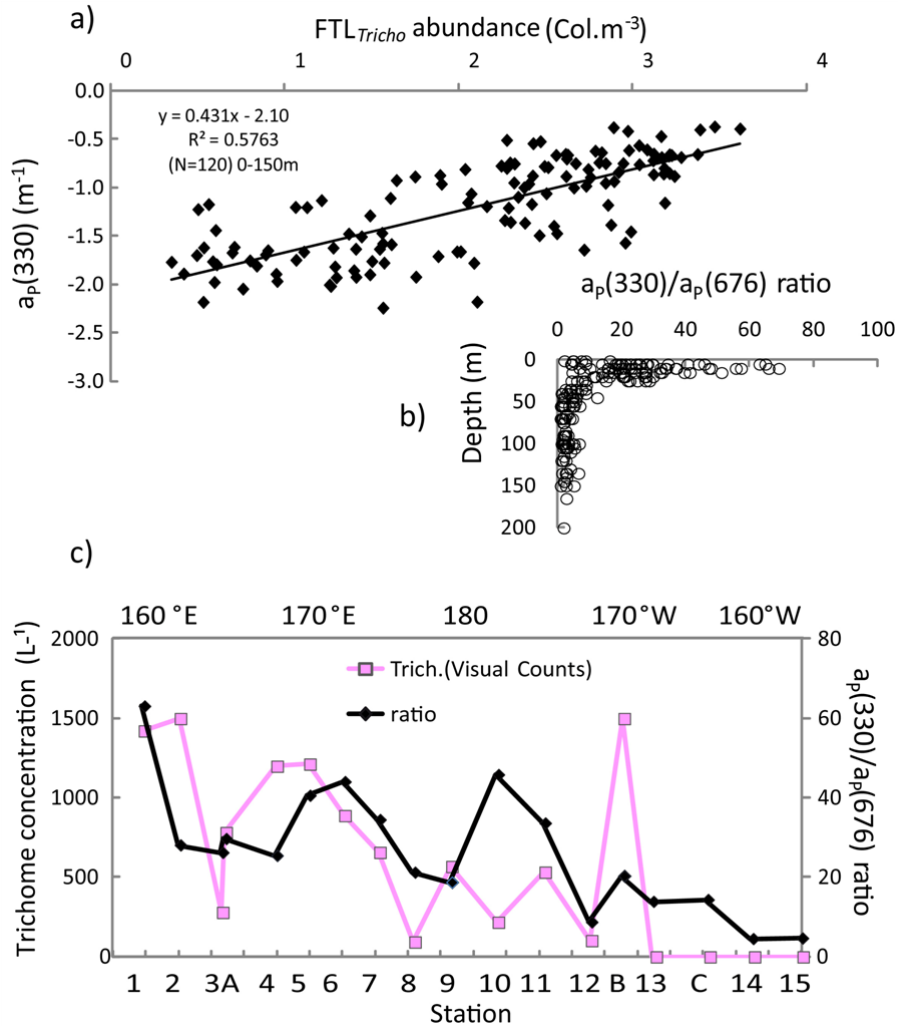 a)
FTLTricho abundance (Col.m-3)
0 1 2 3 4
0.0
-0.5
-1.0
-1.5
-2.0
-2.5
-3.0
aP(330) (m-1)
y = 0.431x - 2.10
R² = 0.5763
(N=120) 0-150m
b)
aP(330)/aP(676) ratio
0 20 40 60 80 100
0
50
100
150
200
Depth (m)
c)
160 °E 170 °E 180 170 °W 160°W
2000
1500
1000
500
0
Trichome concentration (L-1)
Trich.(Visual Counts)
ratio
80
60
40
20
0
aP(330)/aP(676) ratio
1 2 3A 4 5 6 7 8 9 10 11 12 B 13 C 14 15
Station